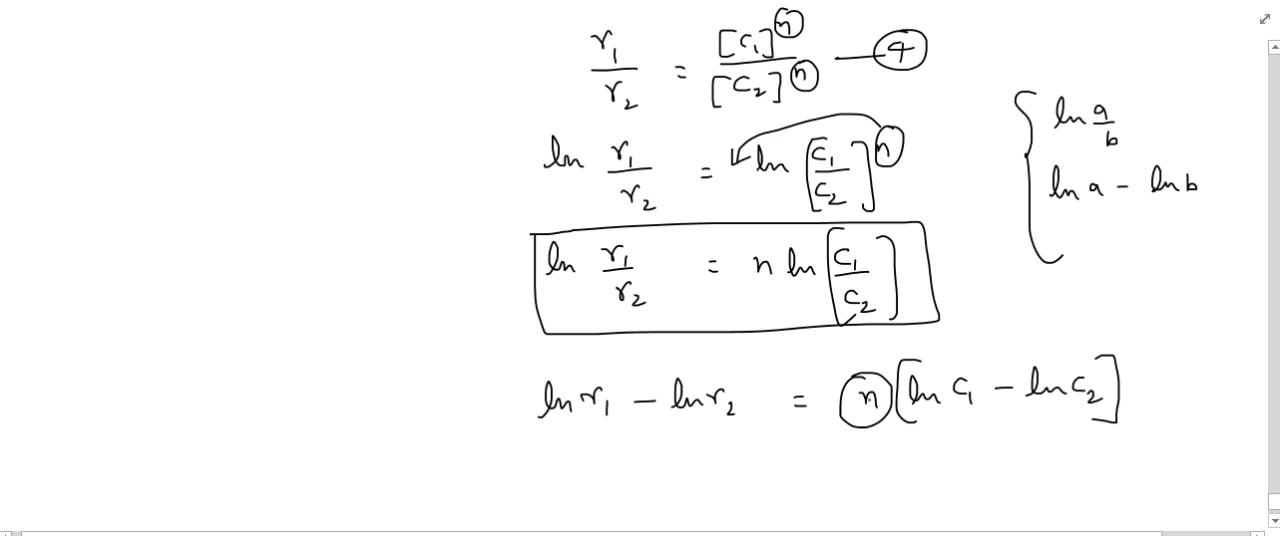 r₁/r₂ = [C₁]ⁿ/[C₂]ⁿ — 4
ln r₁/r₂ = ln [C₁/C₂]ⁿ
ln r₁/r₂ = n ln [C₁/C₂]
ln r₁ - ln r₂ = n [ln C₁ - ln C₂]
ln a/b
ln a - ln b